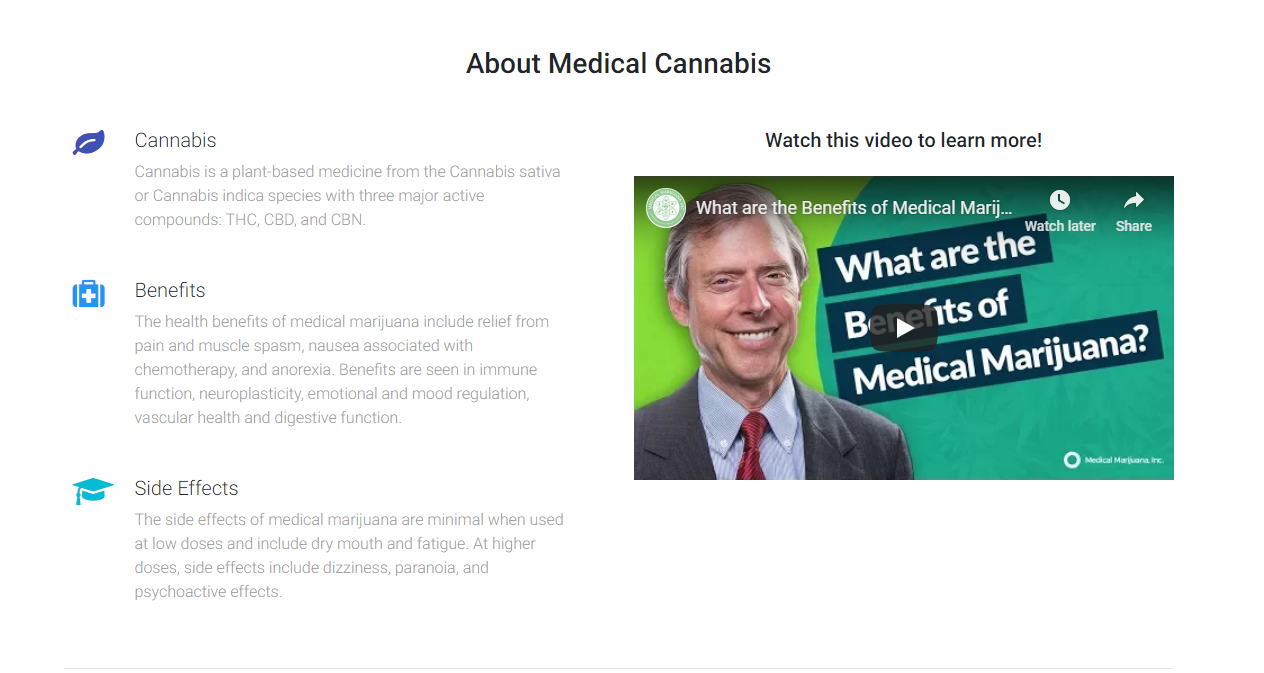 About Medical Cannabis
Cannabis
Cannabis is a plant-based medicine from the Cannabis sativa
or Cannabis indica species with three major active
compounds: THC, CBD, and CBN.
Benefits
The health benefits of medical marijuana include relief from
pain and muscle spasm, nausea associated with
chemotherapy, and anorexia. Benefits are seen in immune
function, neuroplasticity, emotional and mood regulation,
vascular health and digestive function.
Side Effects
The side effects of medical marijuana are minimal when used
at low doses and include dry mouth and fatigue. At higher
doses, side effects include dizziness, paranoia, and
psychoactive effects.
Watch this video to learn more!
What are the Benefits of Medical Marij...
Watch later
Share
What are the
Benefits of
Medical Marijuana?
Medical Marijuana, Inc.